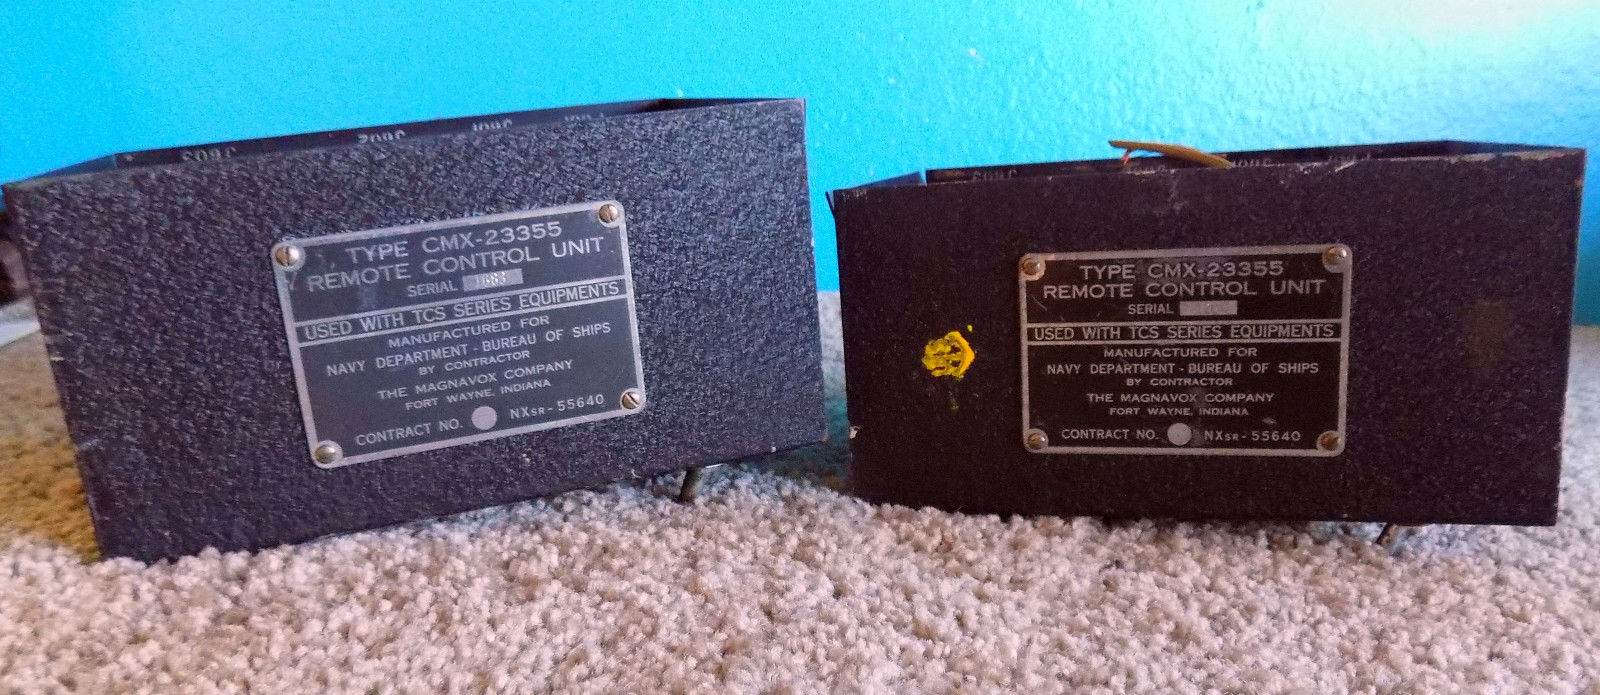 TYPE CMX-23355
REMOTE CONTROL UNIT
SERIAL
USED WITH TCS SERIES EQUIPMENTS
MANUFACTURED FOR
NAVY DEPARTMENT - BUREAU OF SHIPS
BY CONTRACTOR
THE MAGNAVOX COMPANY
FORT WAYNE, INDIANA
CONTRACT NO. NXSR-55640
TYPE CMX-23355
REMOTE CONTROL UNIT
SERIAL
USED WITH TCS SERIES EQUIPMENTS
MANUFACTURED FOR
NAVY DEPARTMENT - BUREAU OF SHIPS
BY CONTRACTOR
THE MAGNAVOX COMPANY
FORT WAYNE, INDIANA
CONTRACT NO. NXSR-55640